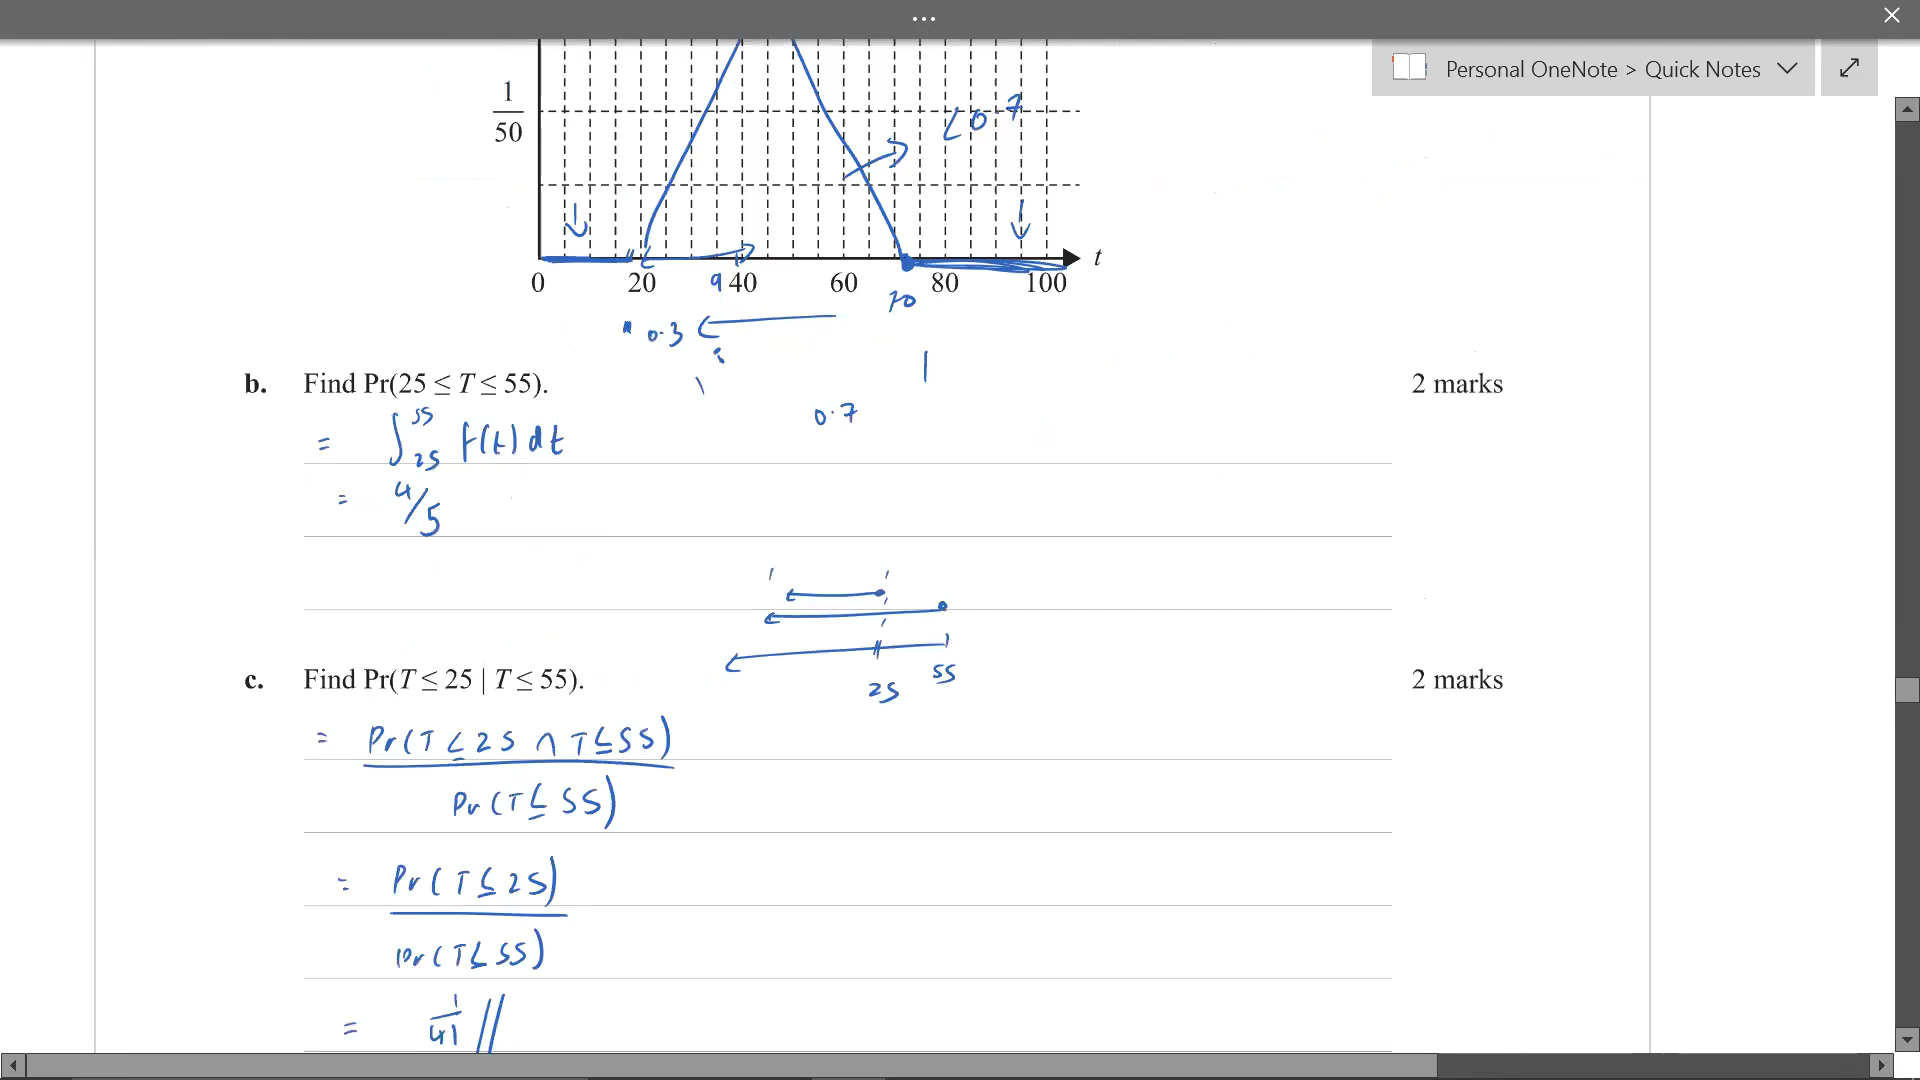 ...
Personal OneNote > Quick Notes
1
50
<0.7
t
0 20 40 60 80 100
a
70
0.3
b. Find Pr(25 ≤ T ≤ 55). 2 marks
0.7
= ∫ 55 25 f(t) dt
= 4/5
c. Find Pr(T ≤ 25 | T ≤ 55). 2 marks
25 55
= Pr(T ≤ 25 ∩ T ≤ 55)
Pr(T ≤ 55)
= Pr(T ≤ 25)
Pr(T ≤ 55)
= 1
41 //